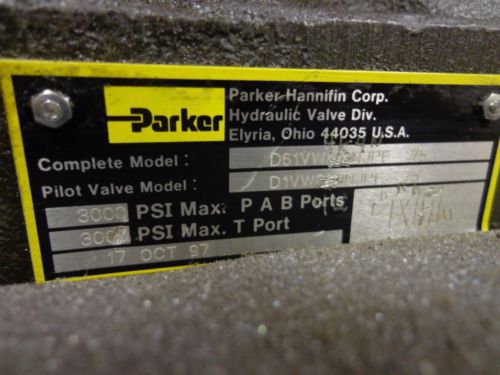 Parker
Parker-Hannifin Corp.
Hydraulic Valve Div.
Elyria, Ohio 44035 U.S.A.
Complete Model :
Pilot Valve Model :
3000 PSI Max. P A B Ports
3000 PSI Max. T Port
17 OCT 97